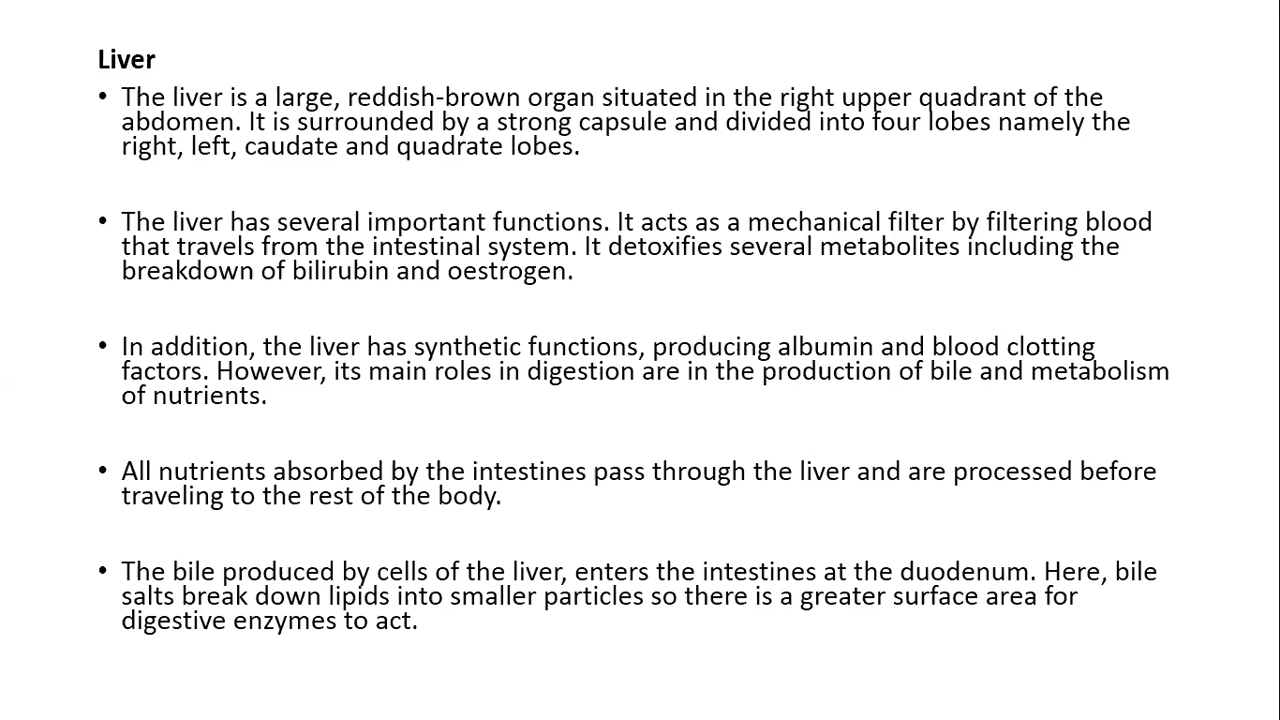 Liver
• The liver is a large, reddish-brown organ situated in the right upper quadrant of the
abdomen. It is surrounded by a strong capsule and divided into four lobes namely the
right, left, caudate and quadrate lobes.
• The liver has several important functions. It acts as a mechanical filter by filtering blood
that travels from the intestinal system. It detoxifies several metabolites including the
breakdown of bilirubin and oestrogen.
• In addition, the liver has synthetic functions, producing albumin and blood clotting
factors. However, its main roles in digestion are in the production of bile and metabolism
of nutrients.
• All nutrients absorbed by the intestines pass through the liver and are processed before
traveling to the rest of the body.
• The bile produced by cells of the liver, enters the intestines at the duodenum. Here, bile
salts break down lipids into smaller particles so there is a greater surface area for
digestive enzymes to act.